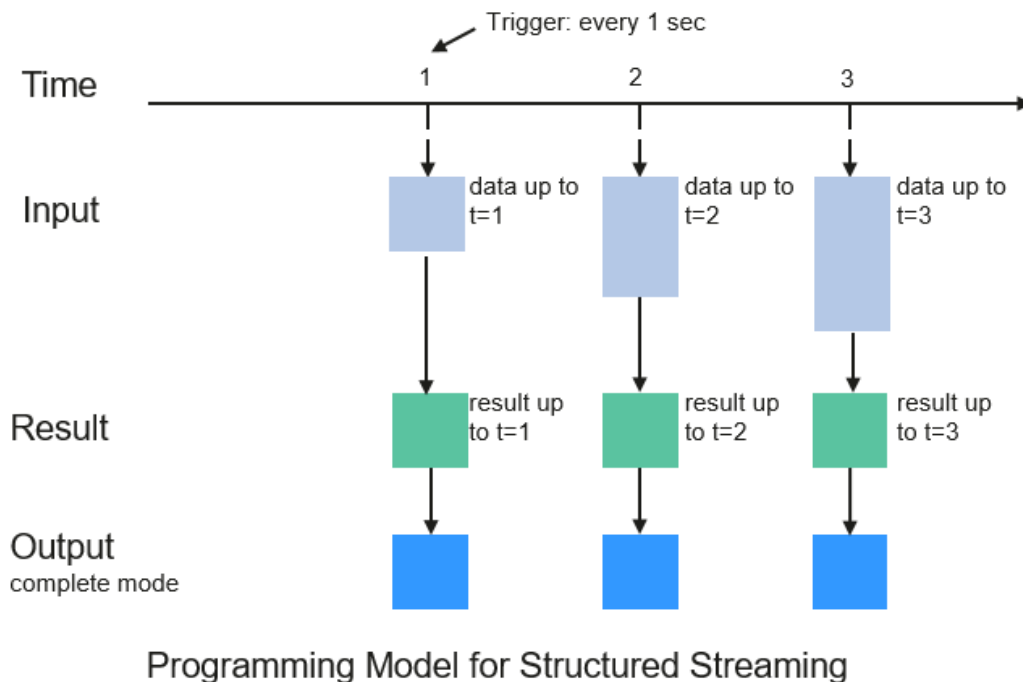 Trigger: every 1 sec
Time
1
2
3
Input
data up to
t=1
data up to
t=2
data up to
t=3
Result
result up
to t=1
result up
to t=2
result up
to t=3
Output
complete mode
Programming Model for Structured Streaming